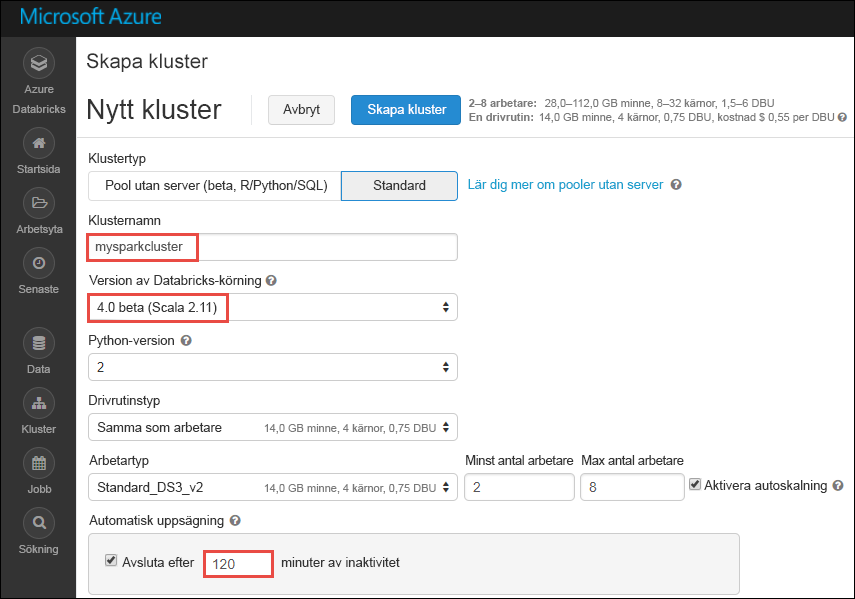 Microsoft Azure
Azure
Databricks
Startsida
Arbetsyta
Senaste
Data
Kluster
Jobb
Sökning
Skapa kluster
Nytt kluster
Avbryt
Skapa kluster
2–8 arbetare: 28,0–112,0 GB minne, 8–32 kärnor, 1,5–6 DBU
En drivrutin: 14,0 GB minne, 4 kärnor, 0,75 DBU, kostnad $ 0,55 per DBU ?
Klustertyp
Pool utan server (beta, R/Python/SQL)
Standard
Lär dig mer om pooler utan server ?
Klusternamn
mysparkcluster
Version av Databricks-körning ?
4.0 beta (Scala 2.11)
Python-version ?
2
Drivrutinstyp
Samma som arbetare 14,0 GB minne, 4 kärnor, 0,75 DBU
Arbetartyp
Standard_DS3_v2 14,0 GB minne, 4 kärnor, 0,75 DBU
Minst antal arbetare
2
Max antal arbetare
8
Aktivera autoskalning ?
Automatisk uppsägning ?
Avsluta efter 120 minuter av inaktivitet